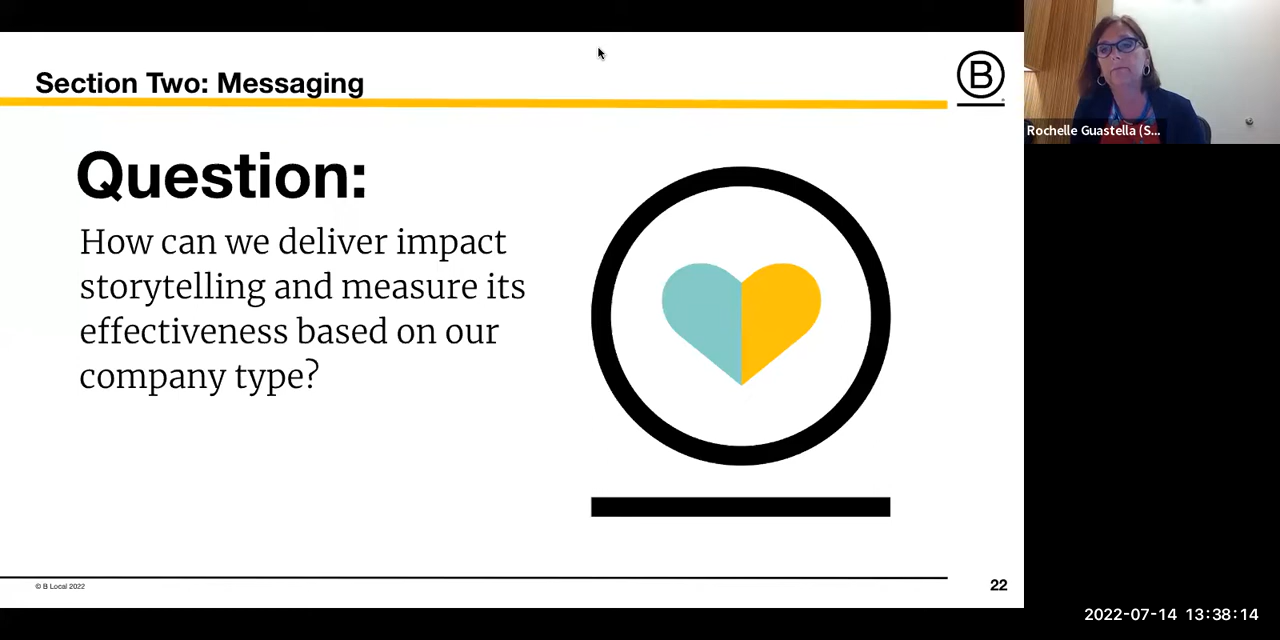 Section Two: Messaging
B
Question:
How can we deliver impact
storytelling and measure its
effectiveness based on our
company type?
© B Local 2022
22
Rochelle Guastella (S...
2022-07-14 13:38:14